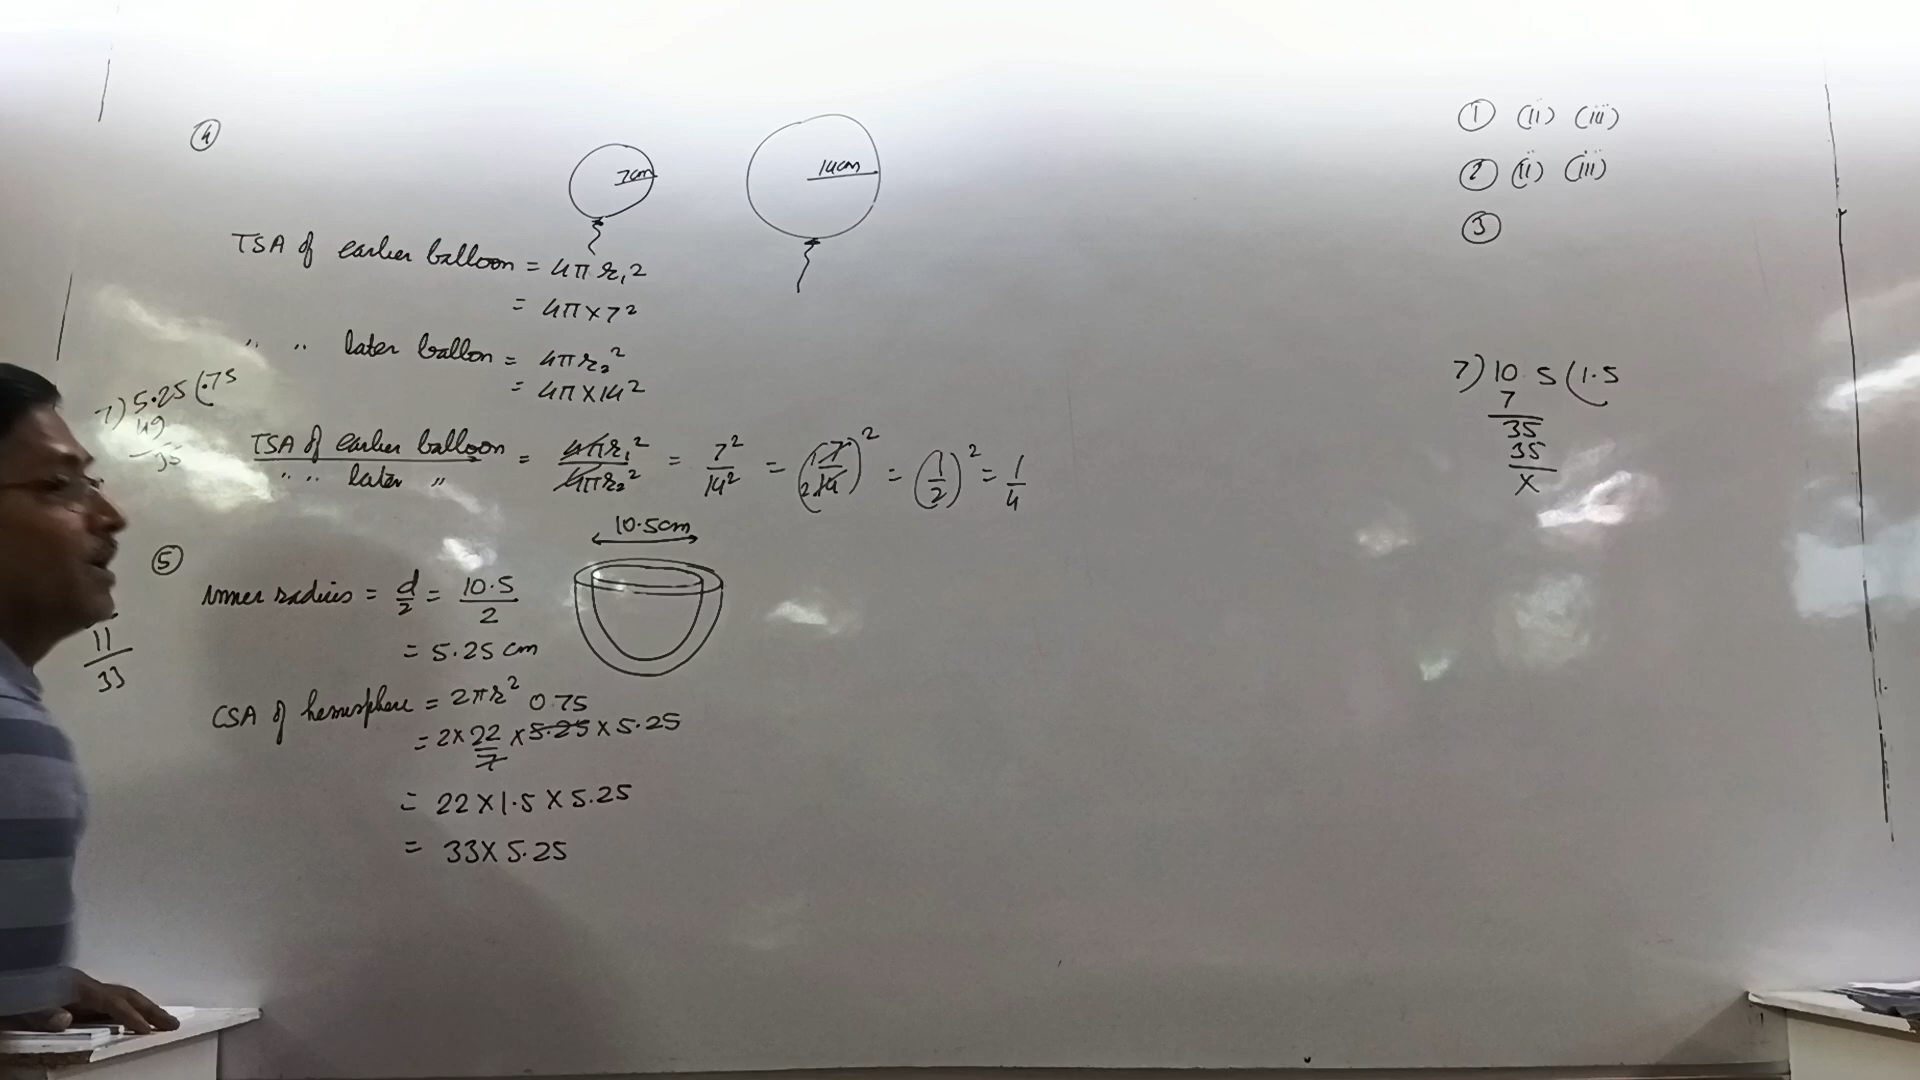 ④
7cm
14cm
TSA of earlier balloon = 4πr₁²
= 4π×7²
" " later ballon = 4πr₂²
= 4π×14²
7)5.25(.75
49
35
TSA of earlier balloon / " " later " = 4πr₁²/4πr₂² = 7²/14² = (7/14)² = (1/2)² = 1/4
⑤
10.5cm
inner radius = d/2 = 10.5/2
= 5.25 cm
11
33
CSA of hemisphere = 2πr²
0.75
= 2×22/7×5.25×5.25
= 22×1.5×5.25
= 33×5.25
① (ii) (iii)
② (ii) (iii)
③
7)10.5(1.5
7
35
35
×